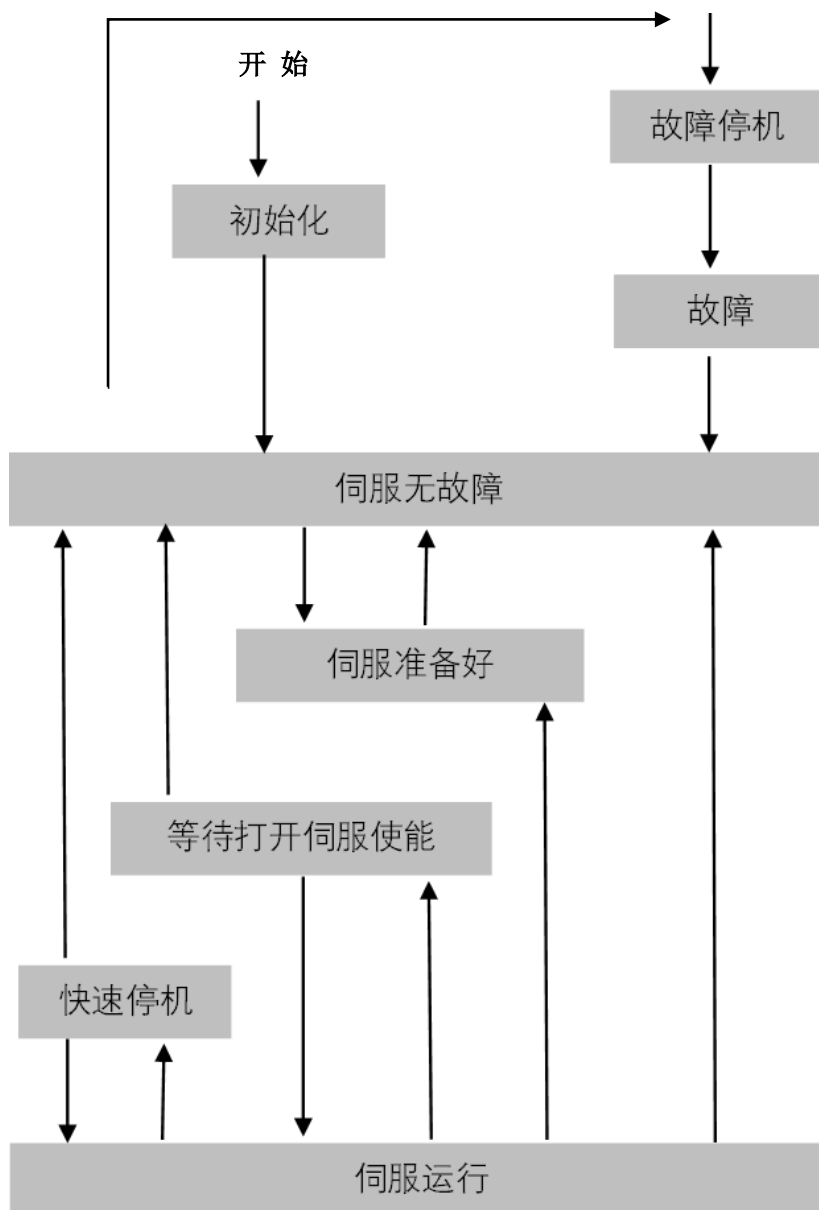 开 始
故障停机
初始化
故障
伺服无故障
伺服准备好
等待打开伺服使能
快速停机
伺服运行